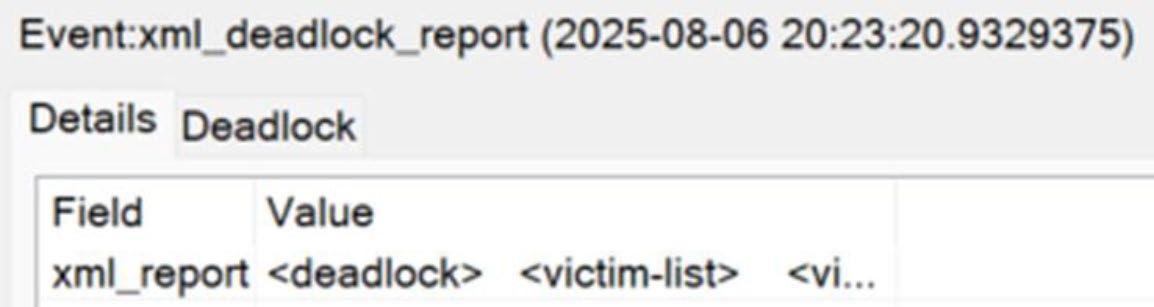 Event:xml_deadlock_report (2025-08-06 20:23:20.9329375)
Details Deadlock
Field Value
xml_report <deadlock> <victim-list> <vi...